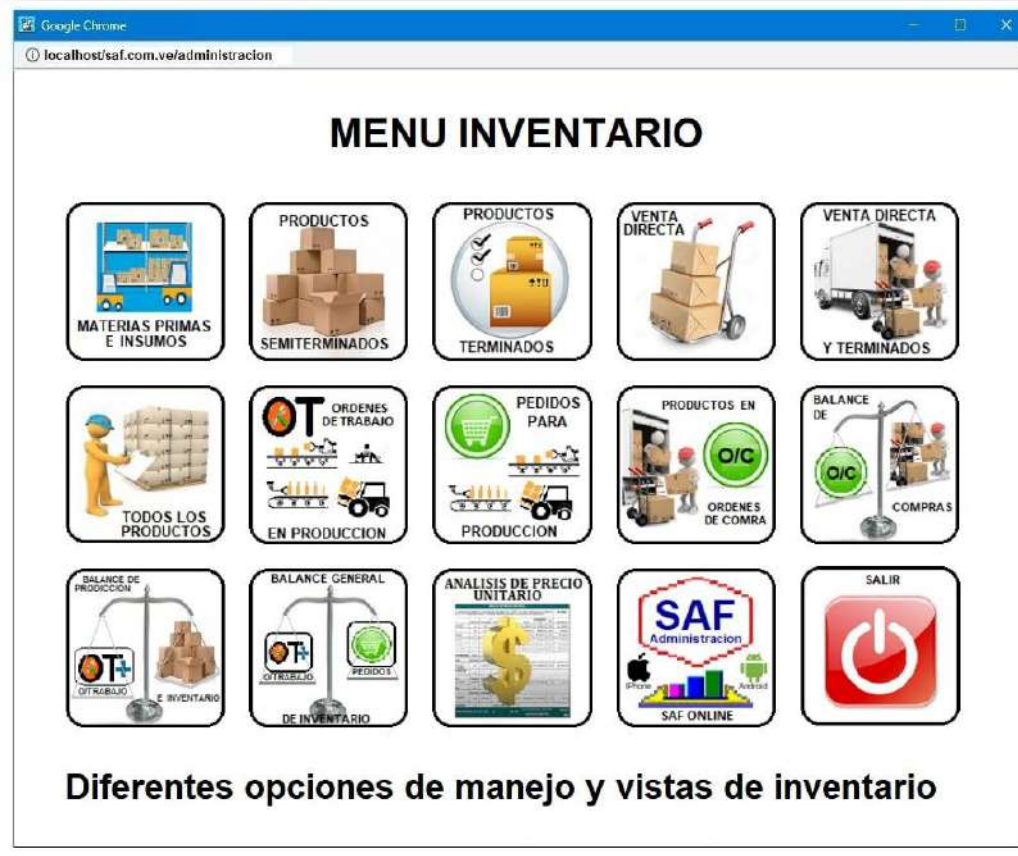 Google Chrome
localhost/saf.com.ve/administracion
MENU INVENTARIO
MATERIAS PRIMAS
E INSUMOS
PRODUCTOS
SEMITERMINADOS
PRODUCTOS
TERMINADOS
VENTA
DIRECTA
VENTA DIRECTA
Y TERMINADOS
TODOS LOS
PRODUCTOS
OT ORDENES
DE TRABAJO
EN PRODUCCION
PEDIDOS
PARA
PRODUCCION
PRODUCTOS EN
O/C
ORDENES
DE COMRA
BALANCE
DE
O/C
COMPRAS
BALANCE DE
PRODICCION
OT+
O/TRABAJO
E INVENTARIO
BALANCE GENERAL
OT+
O/TRABAJO
PEDIDOS
DE INVENTARIO
ANALISIS DE PRECIO
UNITARIO
$
SAF
Administracion
iPhone
Android
SAF ONLINE
SALIR
Diferentes opciones de manejo y vistas de inventario